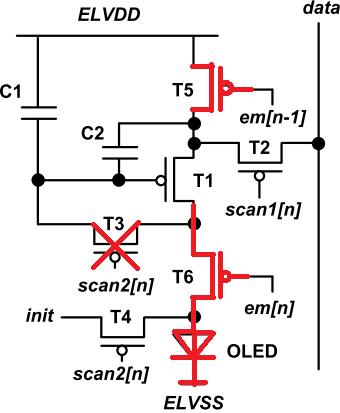 ELVDD
data
C1
T5
em[n-1]
C2
T2
T1
scan1[n]
T3
scan2[n]
T6
em[n]
init
T4
OLED
scan2[n]
ELVSS